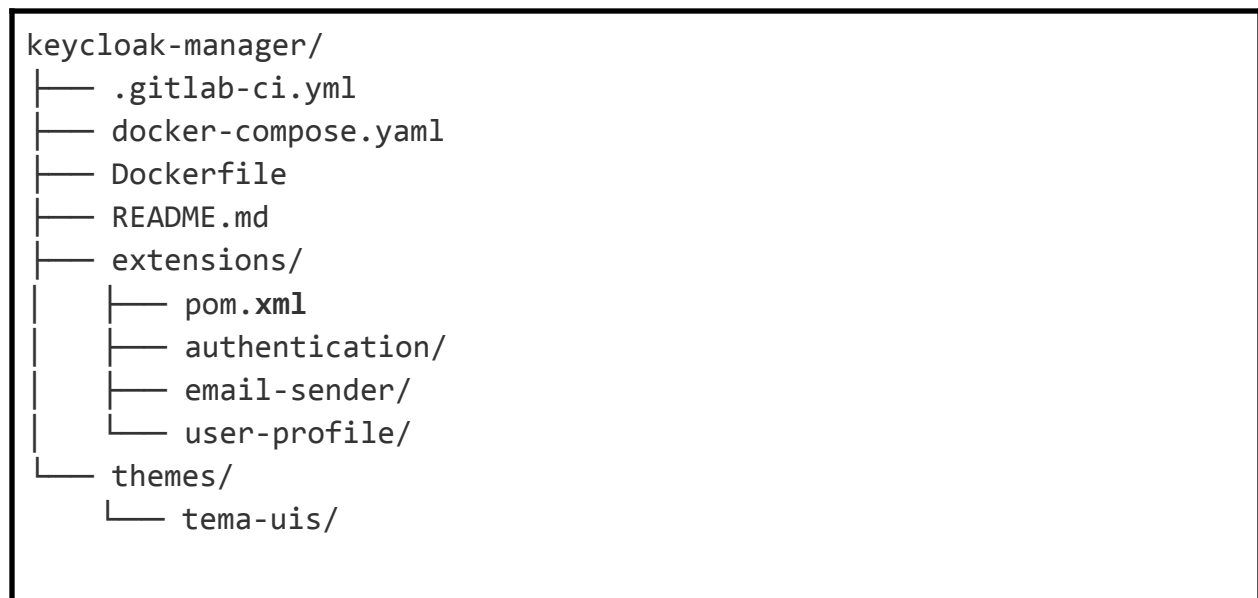 keycloak-manager/
├── .gitlab-ci.yml
├── docker-compose.yaml
├── Dockerfile
├── README.md
├── extensions/
│   ├── pom.xml
│   ├── authentication/
│   ├── email-sender/
│   └── user-profile/
└── themes/
    └── tema-uis/